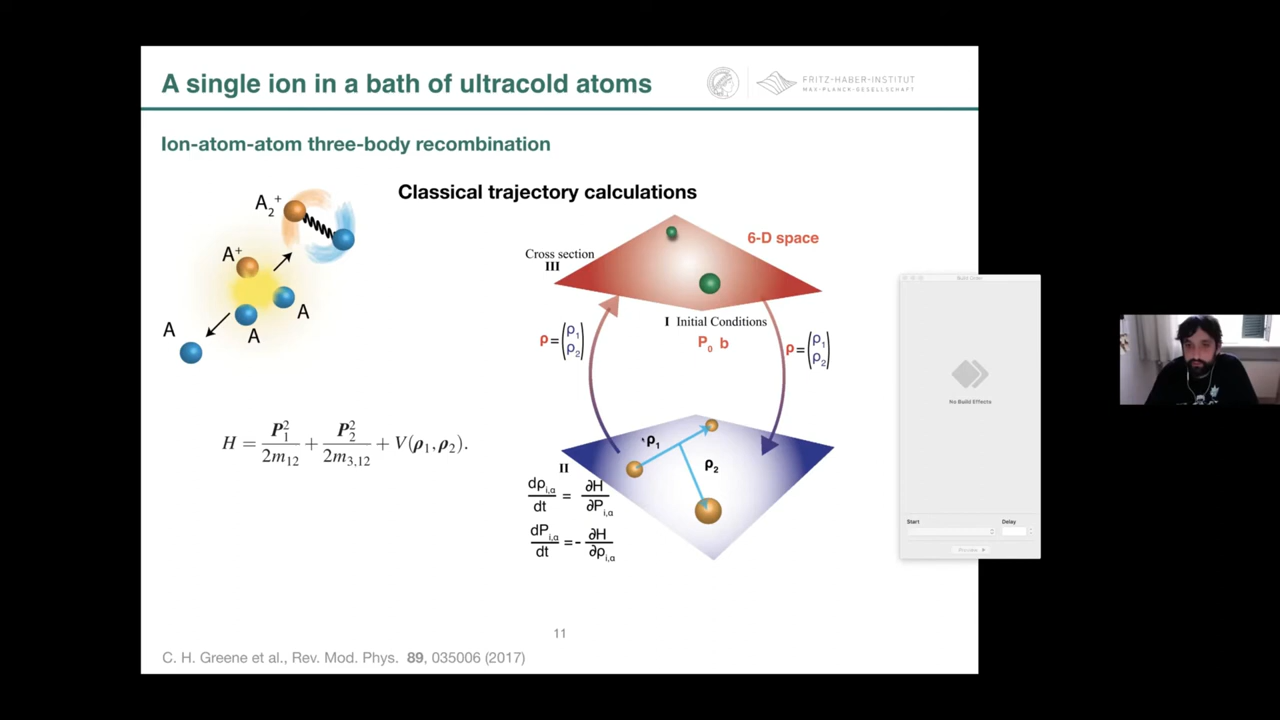 A single ion in a bath of ultracold atoms
FRITZ-HABER-INSTITUT
MAX-PLANCK-GESELLSCHAFT
Ion-atom-atom three-body recombination
Classical trajectory calculations
A₂⁺
A⁺
A
A
A
6-D space
Cross section
III
I Initial Conditions
P₀ b
ρ=(ρ₁ ρ₂)
ρ=(ρ₁ ρ₂)
H = P₁²/2m₁₂ + P₂²/2m₃,₁₂ + V(ρ₁,ρ₂).
ρ₁
ρ₂
II
dρi,α/dt = ∂H/∂Pi,α
dPi,α/dt =- ∂H/∂ρi,α
11
C. H. Greene et al., Rev. Mod. Phys. 89, 035006 (2017)
Build Order
No Build Effects
Start
Delay
Preview